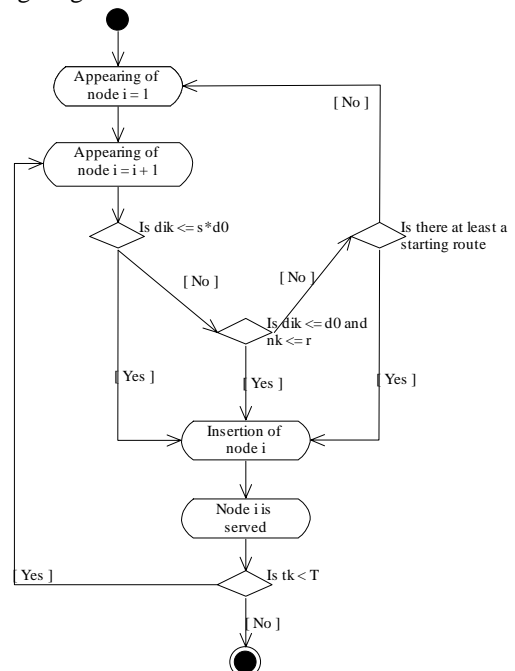 Appearing of
node i = 1
[ No ]
Appearing of
node i = i + 1
Is dik <= s*d0
Is there at least a
starting route
[ No ]
[ No ]
Is dik <= d0 and
nk <= r
[ Yes ]
[ Yes ]
[ Yes ]
Insertion of
node i
Node i is
served
Is tk < T
[ Yes ]
[ No ]